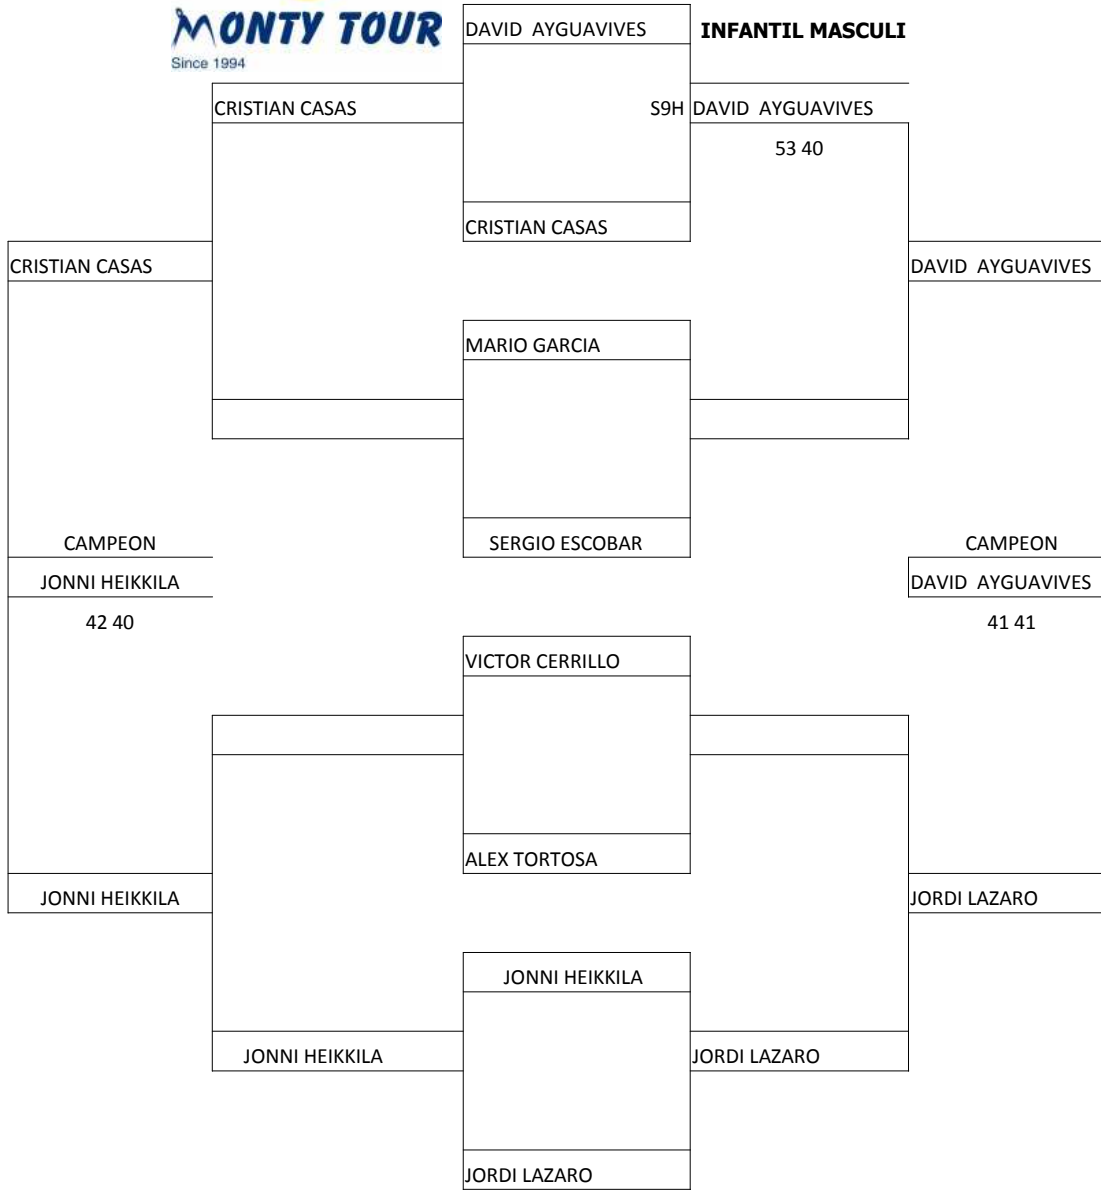 MONTY TOUR
Since 1994
DAVID AYGUAVIVES
INFANTIL MASCULI
CRISTIAN CASAS
S9H
DAVID AYGUAVIVES
53 40
CRISTIAN CASAS
CRISTIAN CASAS
DAVID AYGUAVIVES
MARIO GARCIA
SERGIO ESCOBAR
CAMPEON
CAMPEON
JONNI HEIKKILA
DAVID AYGUAVIVES
42 40
41 41
VICTOR CERRILLO
ALEX TORTOSA
JONNI HEIKKILA
JORDI LAZARO
JONNI HEIKKILA
JONNI HEIKKILA
JORDI LAZARO
JORDI LAZARO